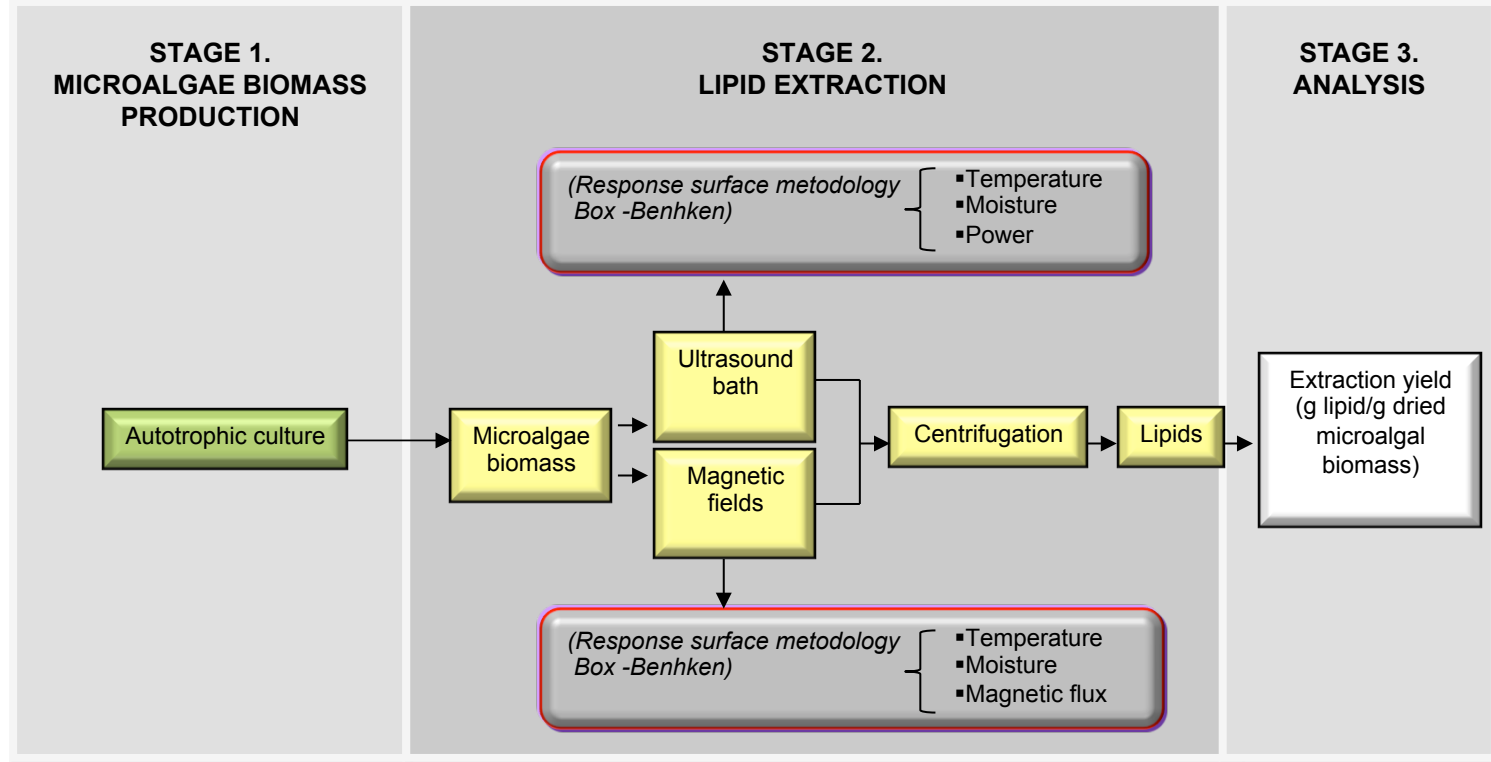 STAGE 1.
MICROALGAE BIOMASS
PRODUCTION
STAGE 2.
LIPID EXTRACTION
STAGE 3.
ANALYSIS
(Response surface metodology
Box -Benhken)
▪Temperature
▪Moisture
▪Power
Autotrophic culture
Microalgae
biomass
Ultrasound
bath
Magnetic
fields
Centrifugation
Lipids
Extraction yield
(g lipid/g dried
microalgal
biomass)
(Response surface metodology
Box -Benhken)
▪Temperature
▪Moisture
▪Magnetic flux